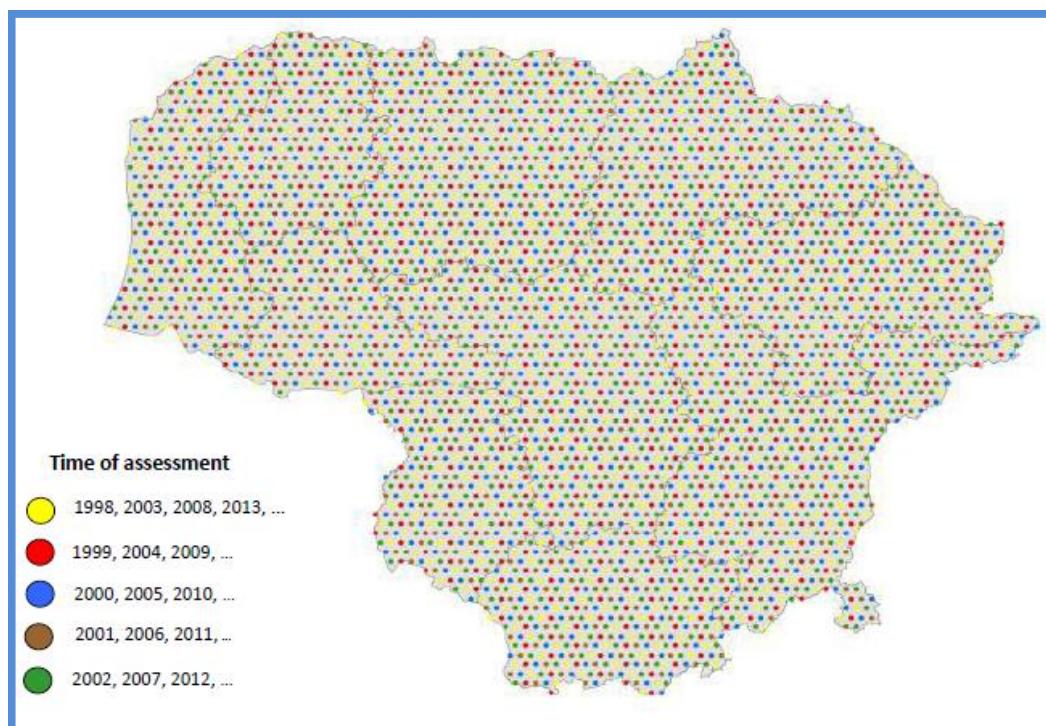 Time of assessment
1998, 2003, 2008, 2013, ...
1999, 2004, 2009, ...
2000, 2005, 2010, ...
2001, 2006, 2011, ...
2002, 2007, 2012, ...